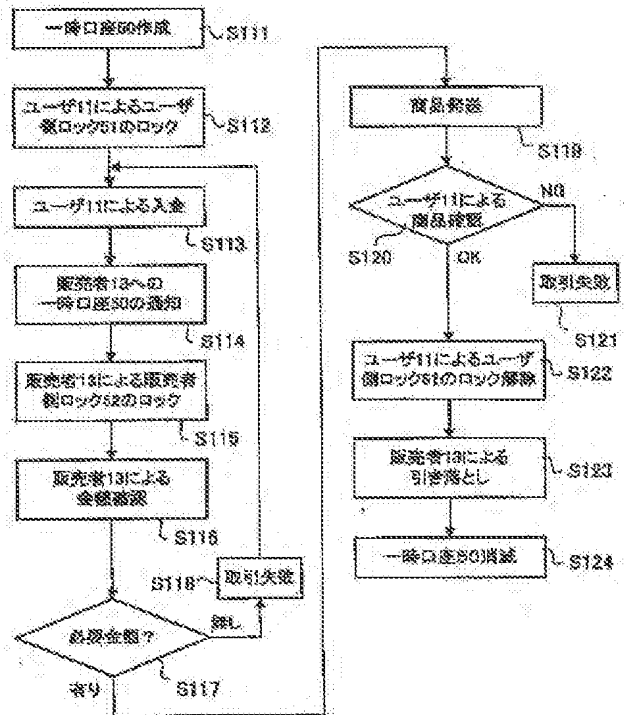 一時口座50作成
S111
ユーザ11によるユーザ
側ロック51のロック
S112
ユーザ11による入金
S113
販売者13への
一時口座50の通知
S114
販売者13による販売者
側ロック52のロック
S115
販売者13による
金額確認
S116
必要金額?
S117
無し
有り
取引失敗
S118
商品発送
S119
ユーザ11による
商品確認
S120
NG
OK
取引失敗
S121
ユーザ11によるユーザ
側ロック51のロック解除
S122
販売者13による
引き落とし
S123
一時口座50消滅
S124